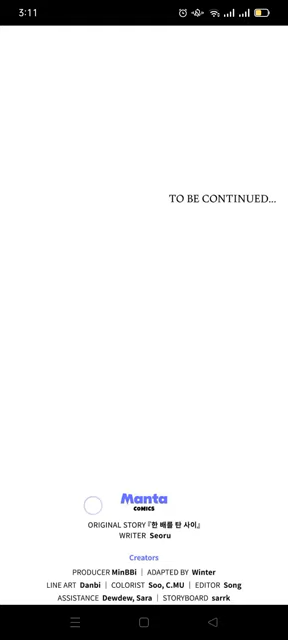 3:11
TO BE CONTINUED...
Manta
COMICS
ORIGINAL STORY 『한 배를 탄 사이』
WRITER Seoru
Creators
PRODUCER MinBBi | ADAPTED BY Winter
LINE ART Danbi | COLORIST Soo, C.MU | EDITOR Song
ASSISTANCE Dewdew, Sara | STORYBOARD sarrk